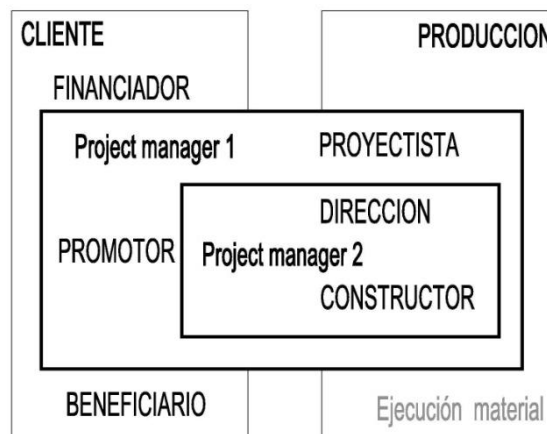 CLIENTE
PRODUCCION
FINANCIADOR
Project manager 1
PROYECTISTA
DIRECCION
PROMOTOR
Project manager 2
CONSTRUCTOR
BENEFICIARIO
Ejecución material